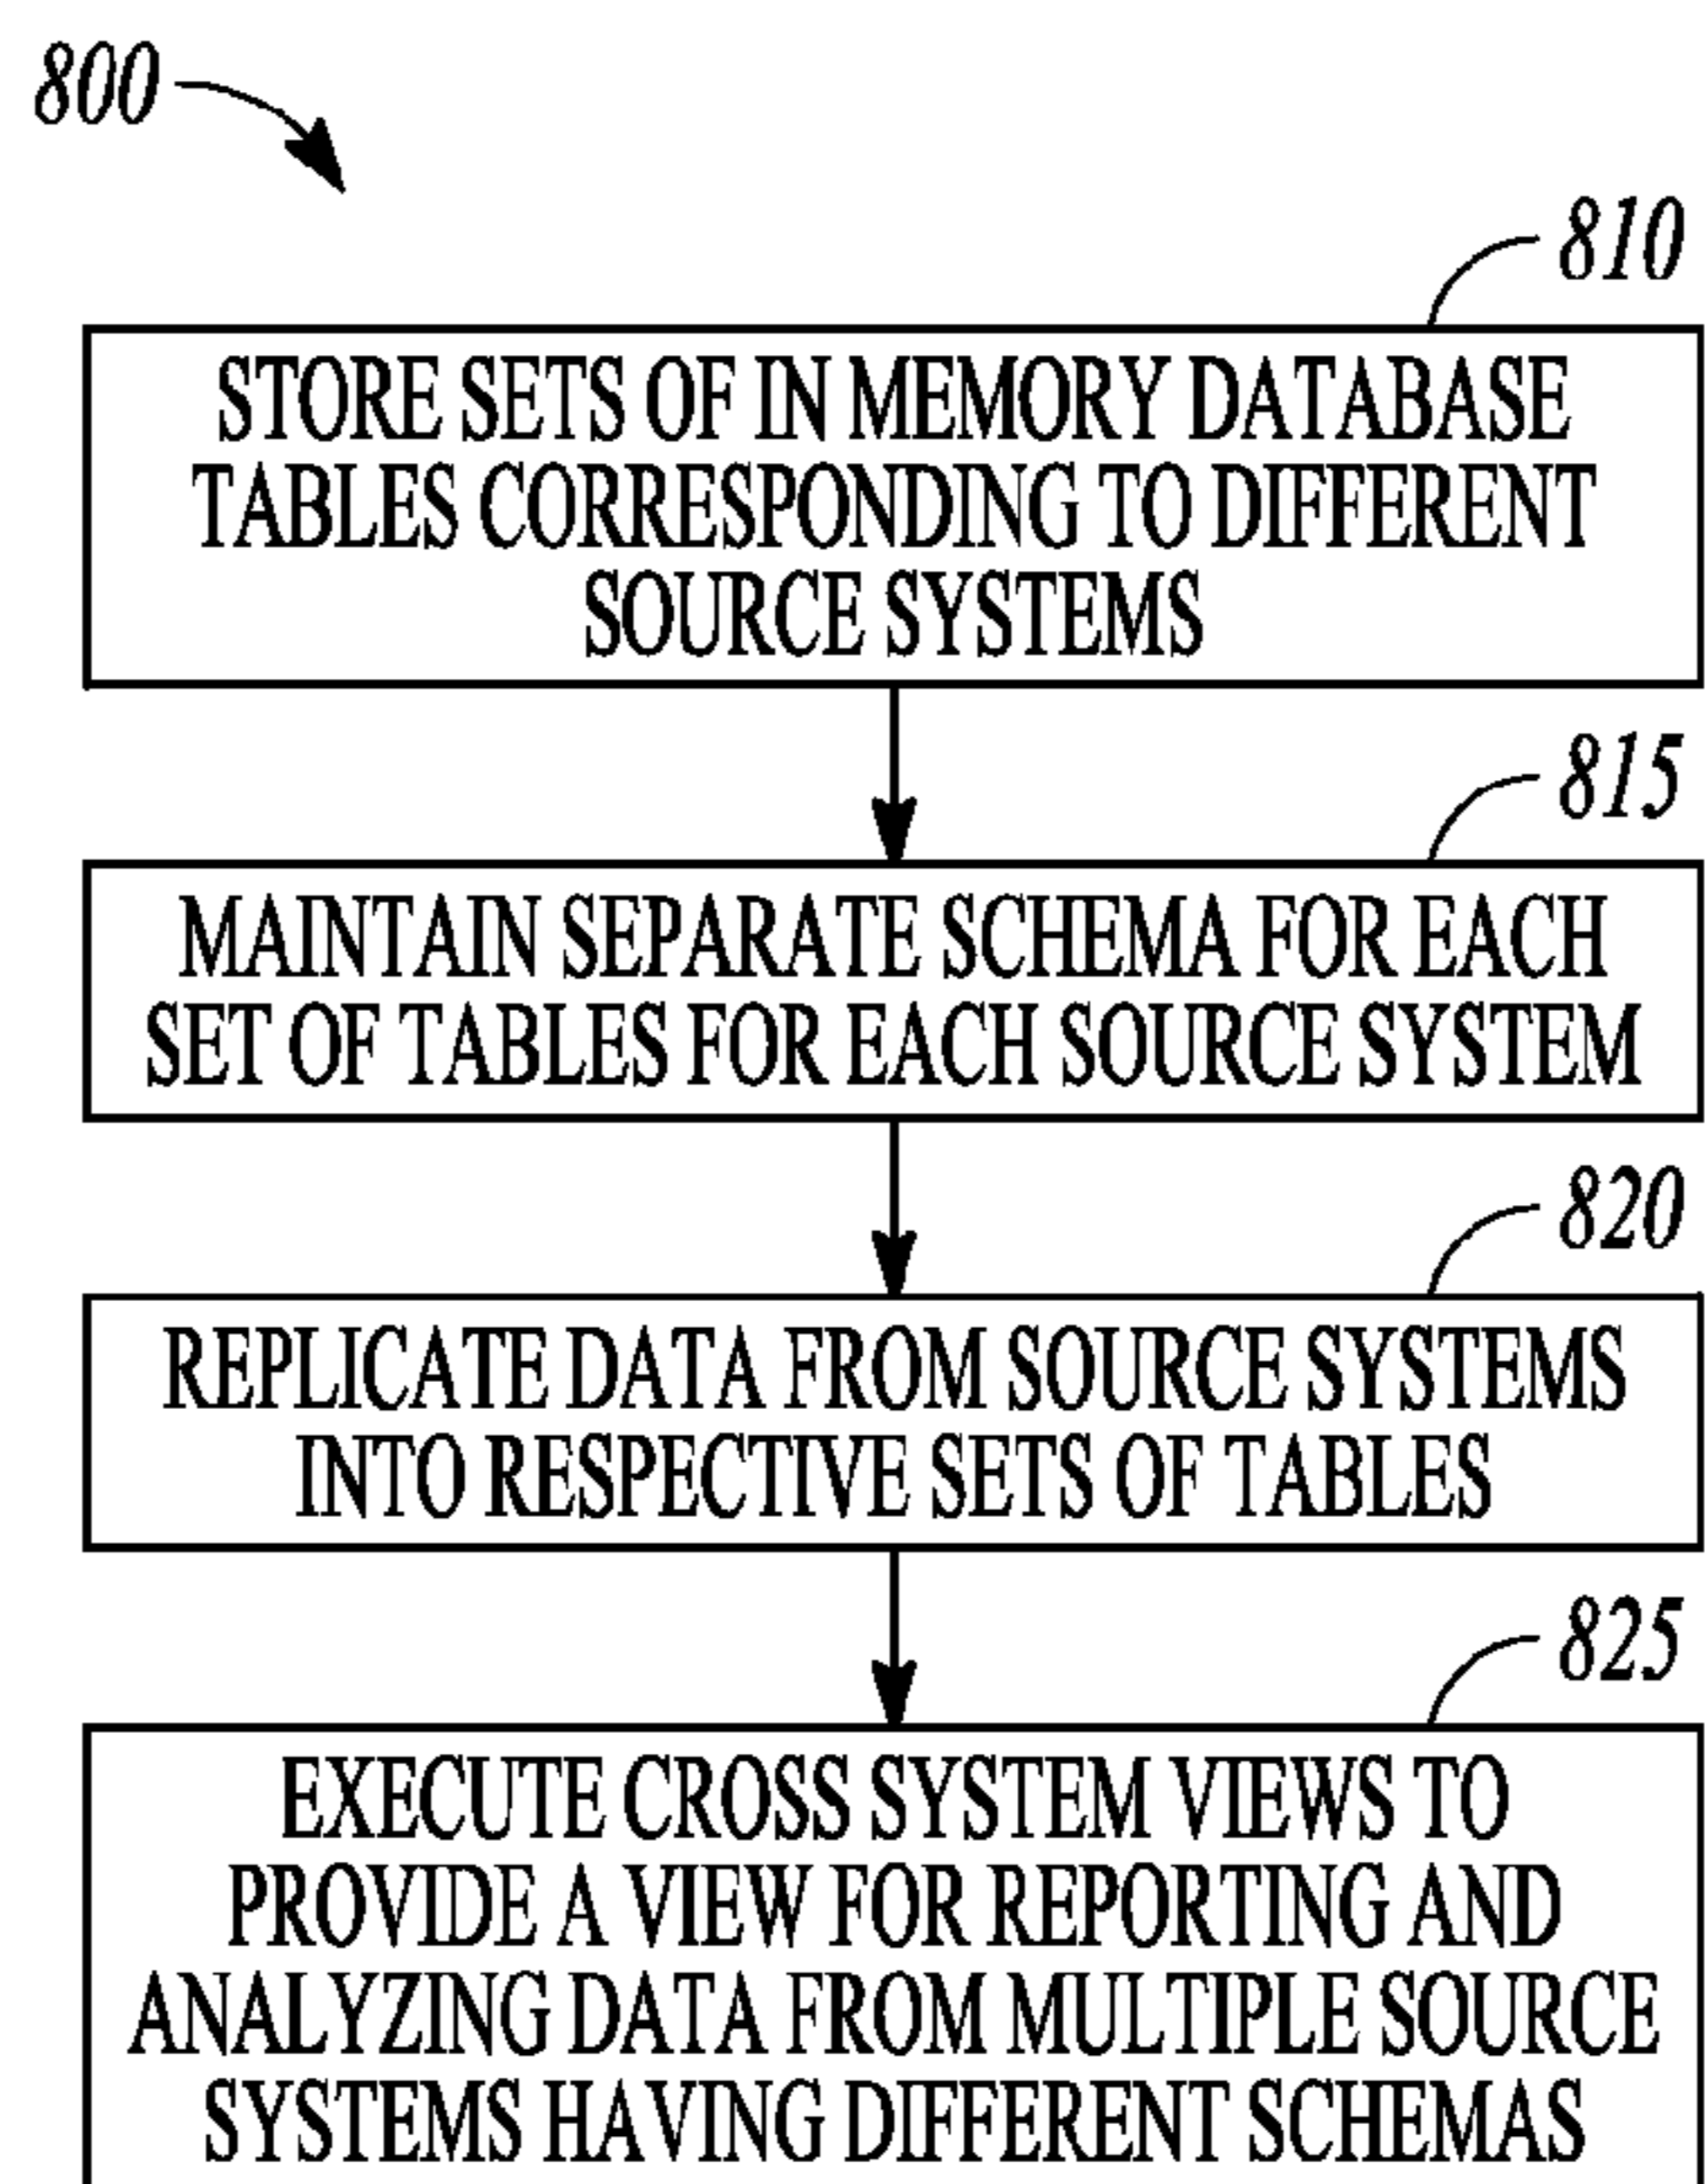 800
810
STORE SETS OF IN MEMORY DATABASE
TABLES CORRESPONDING TO DIFFERENT
SOURCE SYSTEMS
815
MAINTAIN SEPARATE SCHEMA FOR EACH
SET OF TABLES FOR EACH SOURCE SYSTEM
820
REPLICATE DATA FROM SOURCE SYSTEMS
INTO RESPECTIVE SETS OF TABLES
825
EXECUTE CROSS SYSTEM VIEWS TO
PROVIDE A VIEW FOR REPORTING AND
ANALYZING DATA FROM MULTIPLE SOURCE
SYSTEMS HAVING DIFFERENT SCHEMAS